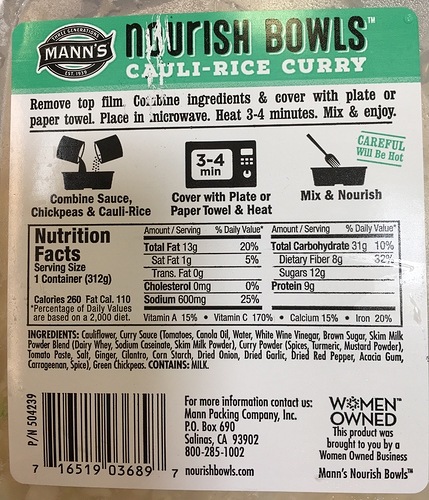 THREE GENERATIONS
MANN'S
EST. 1939
nOURISH BOWLS™
CAULI-RICE CURRY
Remove top film. Combine ingredients & cover with plate or
paper towel. Place in microwave. Heat 3-4 minutes. Mix & enjoy.
CAREFUL
Will Be Hot
3-4
min
Combine Sauce,
Chickpeas & Cauli-Rice
Cover with Plate or
Paper Towel & Heat
Mix & Nourish
Nutrition
Facts
Serving Size
1 Container (312g)
Calories 260 Fat Cal. 110
*Percentage of Daily Values
are based on a 2,000 diet.
Amount / Serving % Daily Value*
Total Fat 13g 20%
Sat Fat 1g 5%
Trans. Fat 0g
Cholesterol 0mg 0%
Sodium 600mg 25%
Amount / Serving % Daily Value*
Total Carbohydrate 31g 10%
Dietary Fiber 8g 32%
Sugars 12g
Protein 9g
Vitamin A 15% • Vitamin C 170% • Calcium 15% • Iron 20%
INGREDIENTS: Cauliflower, Curry Sauce (Tomatoes, Canola Oil, Water, White Wine Vinegar, Brown Sugar, Skim Milk
Powder Blend (Dairy Whey, Sodium Caseinate, Skim Milk Powder), Curry Powder (Spices, Turmeric, Mustard Powder),
Tomato Paste, Salt, Ginger, Cilantro, Corn Starch, Dried Onion, Dried Garlic, Dried Red Pepper, Acacia Gum,
Carrageenan, Spice), Green Chickpeas. CONTAINS: MILK.
P/N 504239
7 16519 03689 7
For more information contact us:
Mann Packing Company, Inc.
P.O. Box 690
Salinas, CA 93902
800-285-1002
nourishbowls.com
WOMEN™
OWNED
This product was
brought to you by a
Women Owned Business
Mann's Nourish Bowls™